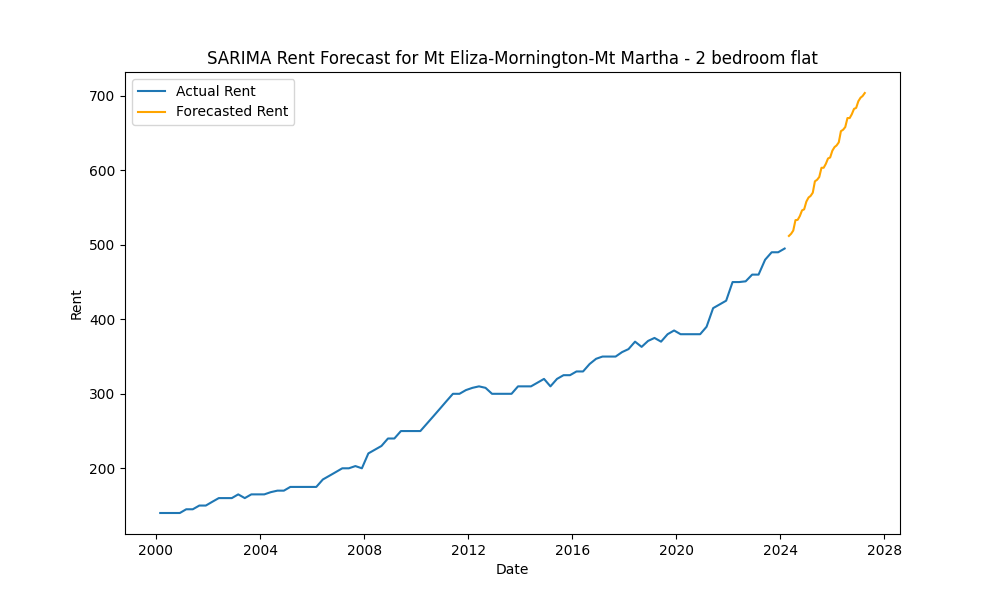 SARIMA Rent Forecast for Mt Eliza-Mornington-Mt Martha - 2 bedroom flat
Actual Rent
Forecasted Rent
700
600
500
400
300
200
Rent
2000 2004 2008 2012 2016 2020 2024 2028
Date